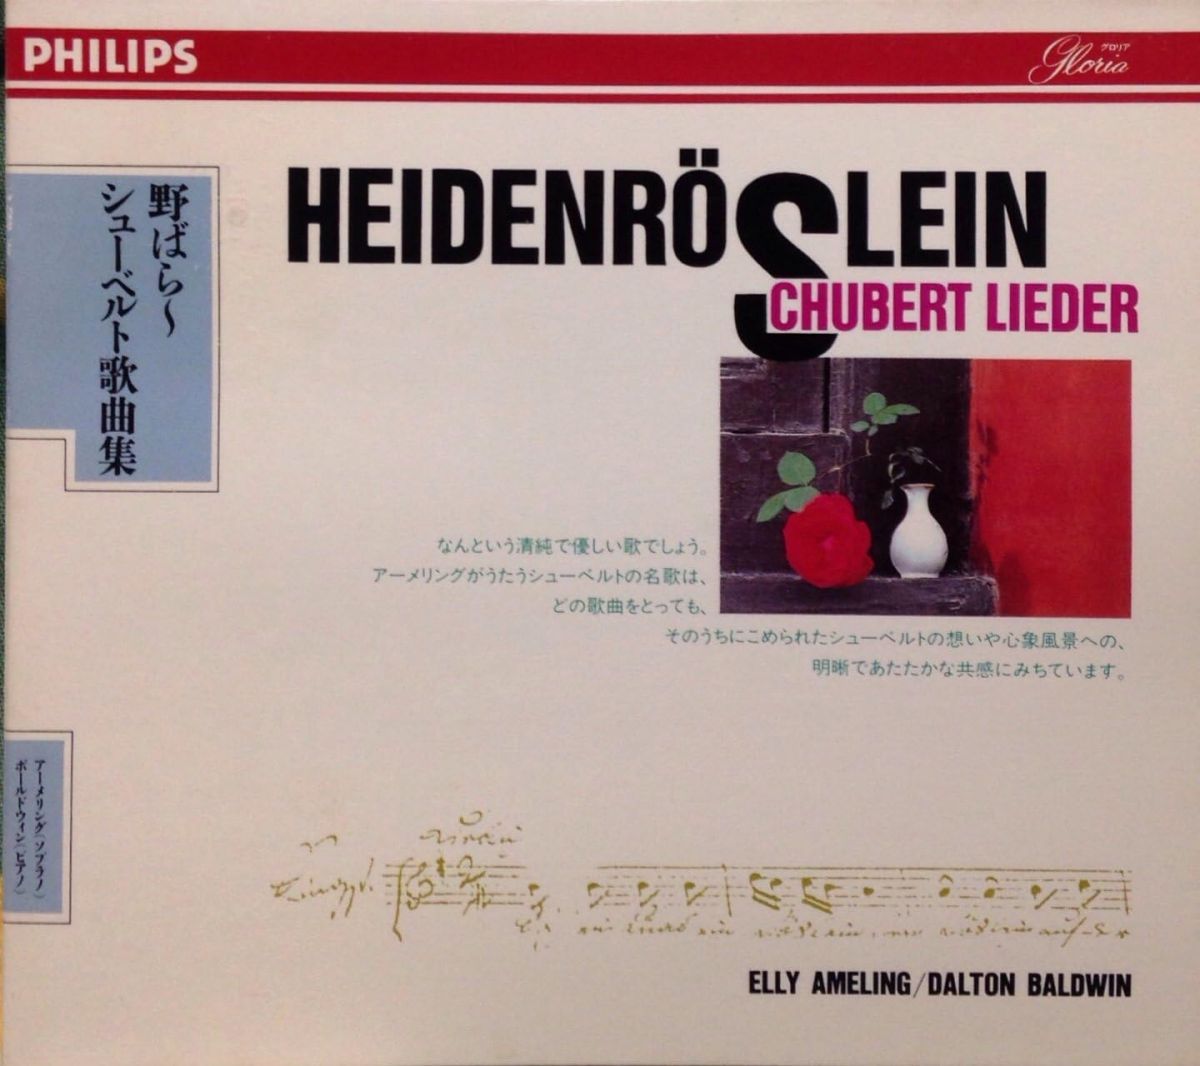 PHILIPS
グロリア
Gloria
野ばら〜
シューベルト歌曲集
HEIDENRÖSLEIN
SCHUBERT LIEDER
なんという清純で優しい歌でしょう。
アーメリングがうたうシューベルトの名歌は、
どの歌曲をとっても、
そのうちにこめられたシューベルトの想いや心象風景への、
明晰であたたかな共感にみちています。
アーメリング(ソプラノ)
ボールドウィン(ピアノ)
ELLY AMELING/DALTON BALDWIN